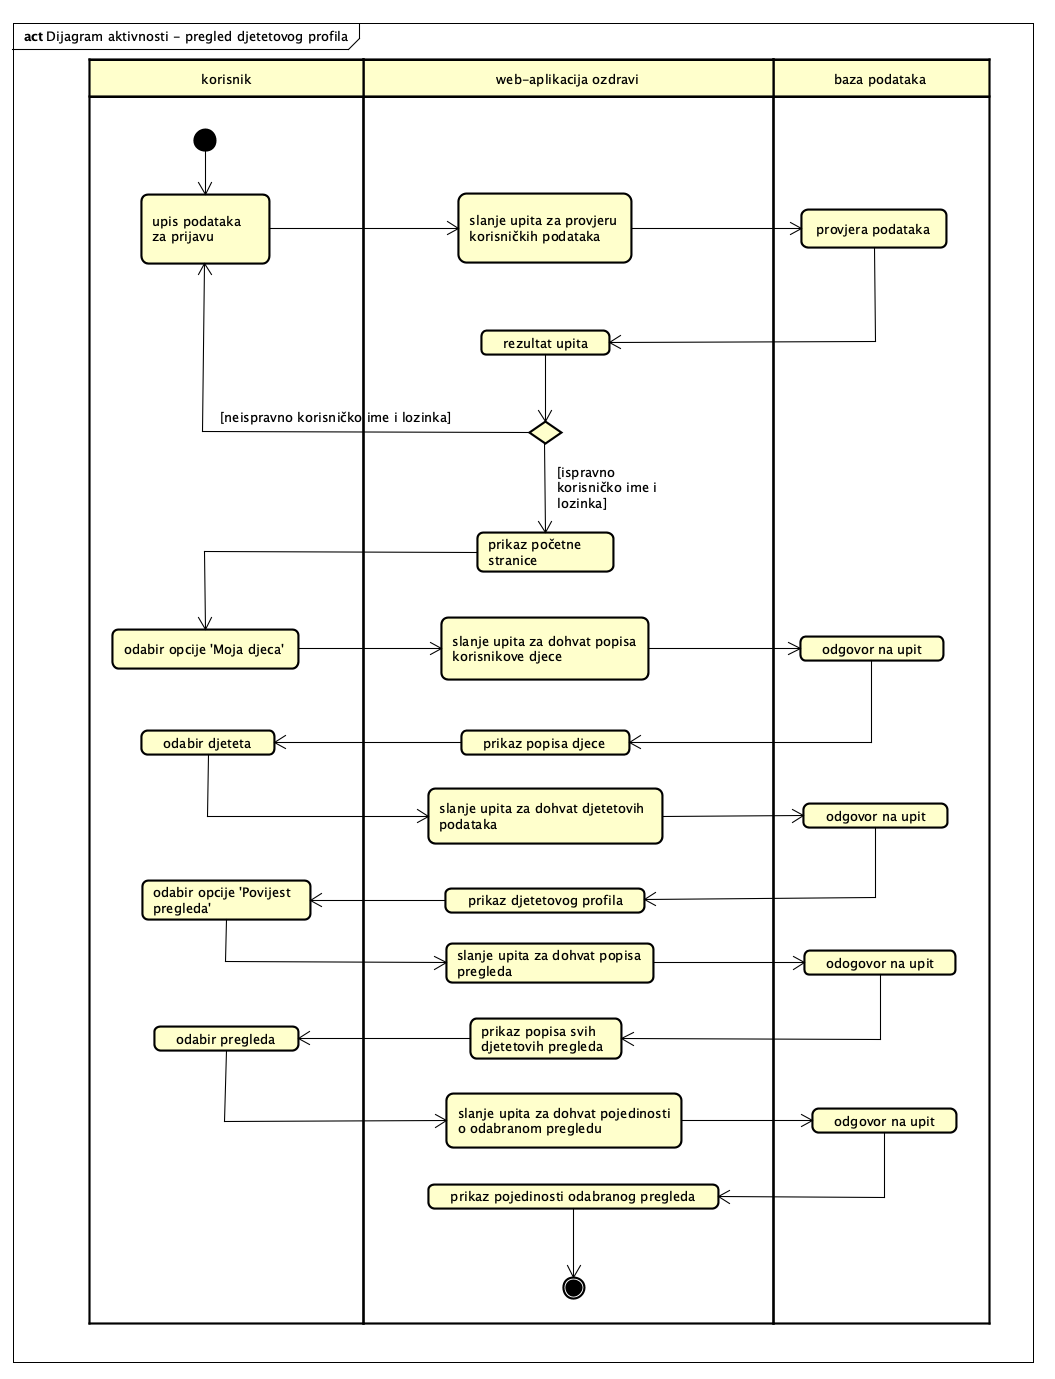 act Dijagram aktivnosti - pregled djetetovog profila
korisnik
web-aplikacija ozdravi
baza podataka
upis podataka
za prijavu
slanje upita za provjeru
korisničkih podataka
provjera podataka
rezultat upita
[neispravno korisničko ime i lozinka]
[ispravno
korisničko ime i
lozinka]
prikaz početne
stranice
odabir opcije 'Moja djeca'
slanje upita za dohvat popisa
korisnikove djece
odgovor na upit
odabir djeteta
prikaz popisa djece
slanje upita za dohvat djetetovih
podataka
odgovor na upit
odabir opcije 'Povijest
pregleda'
prikaz djetetovog profila
slanje upita za dohvat popisa
pregleda
odogovor na upit
odabir pregleda
prikaz popisa svih
djetetovih pregleda
slanje upita za dohvat pojedinosti
o odabranom pregledu
odgovor na upit
prikaz pojedinosti odabranog pregleda